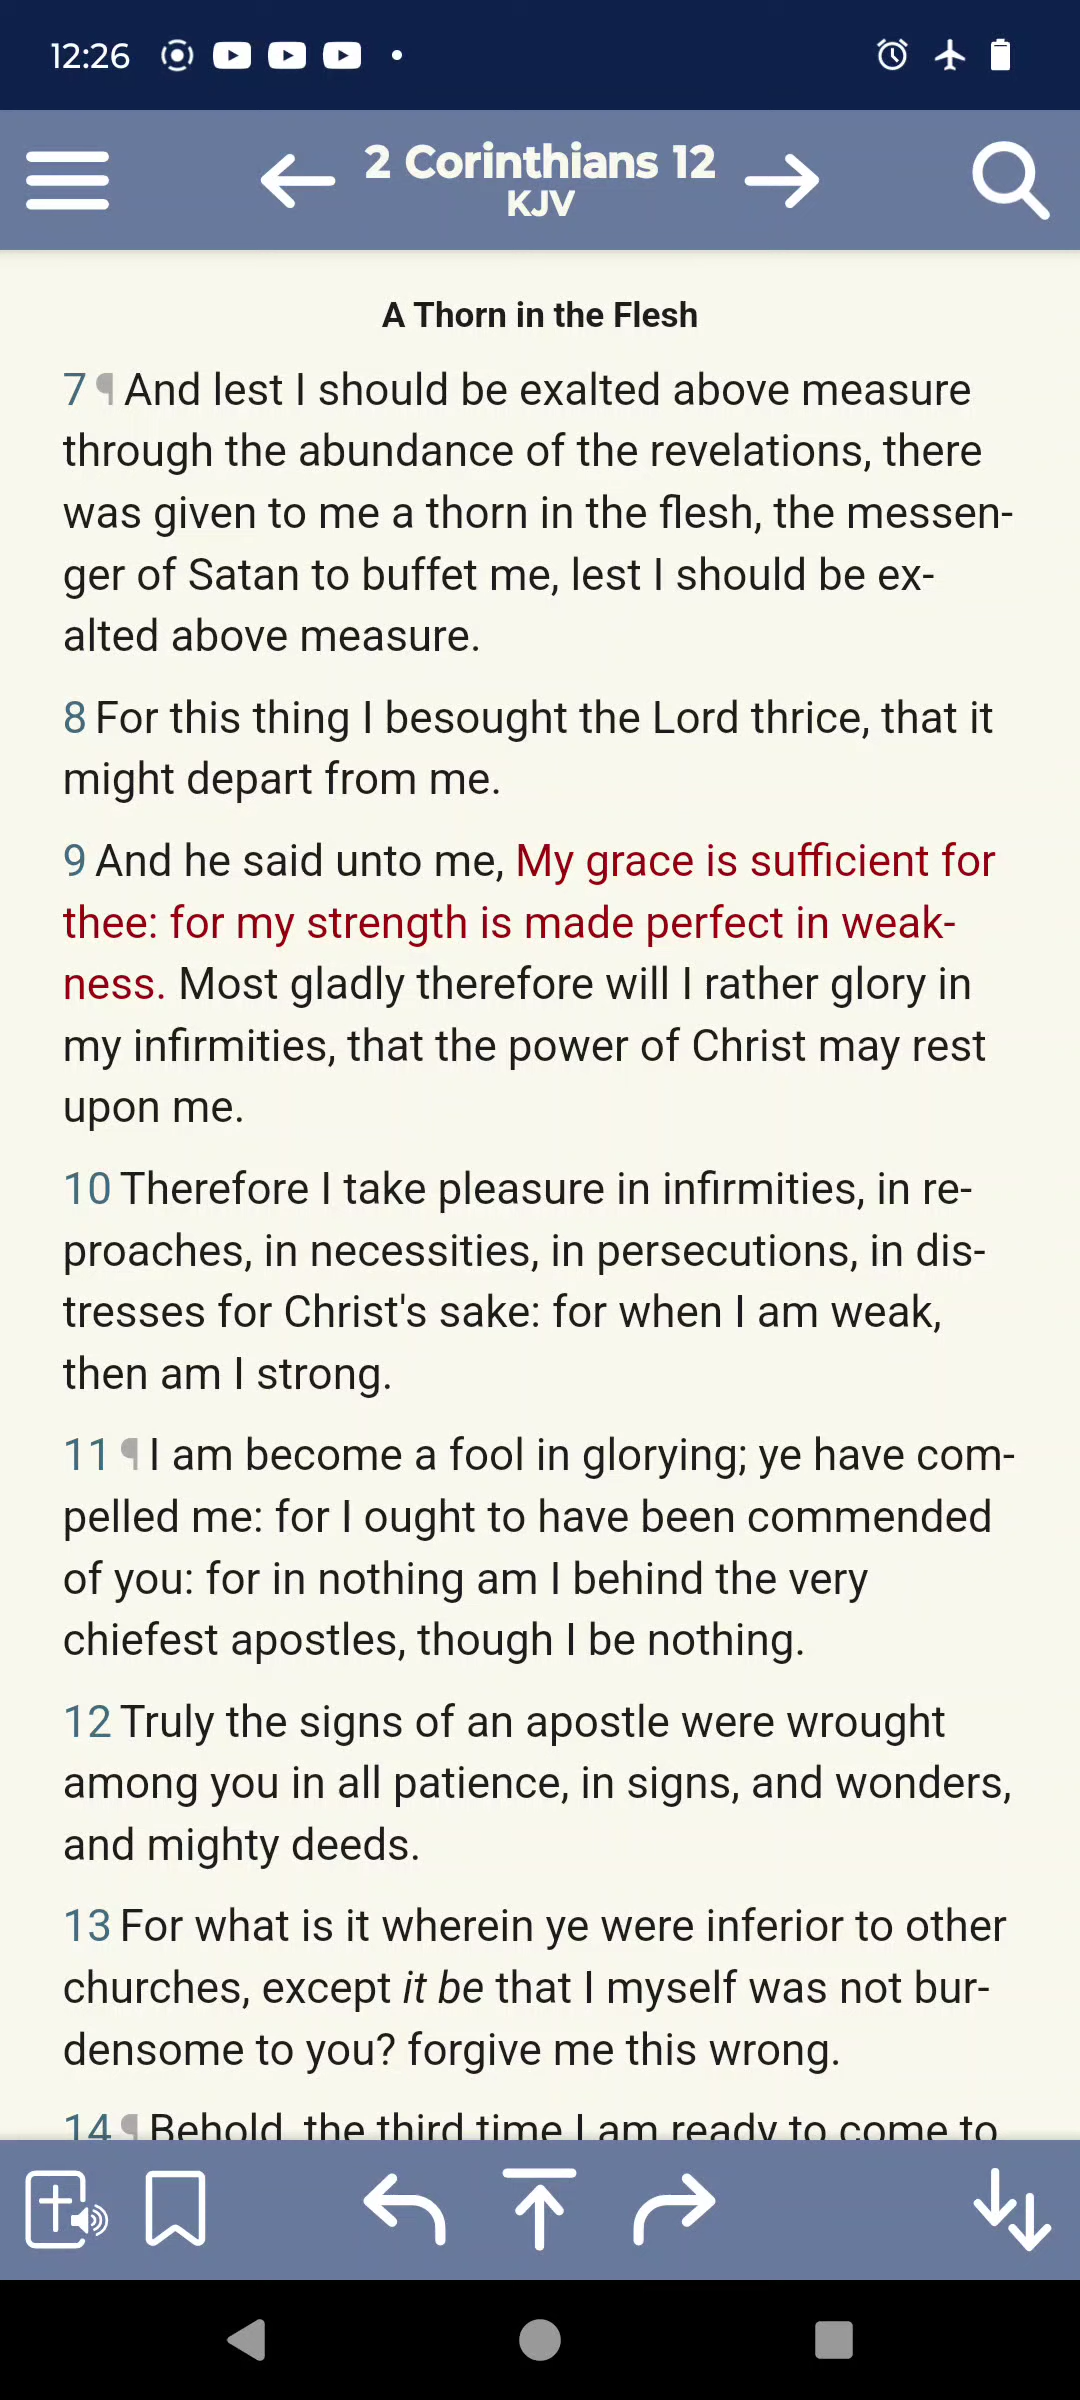 12:26
2 Corinthians 12
KJV
A Thorn in the Flesh
7 ¶ And lest I should be exalted above measure
through the abundance of the revelations, there
was given to me a thorn in the flesh, the messen-
ger of Satan to buffet me, lest I should be ex-
alted above measure.
8 For this thing I besought the Lord thrice, that it
might depart from me.
9 And he said unto me, My grace is sufficient for
thee: for my strength is made perfect in weak-
ness. Most gladly therefore will I rather glory in
my infirmities, that the power of Christ may rest
upon me.
10 Therefore I take pleasure in infirmities, in re-
proaches, in necessities, in persecutions, in dis-
tresses for Christ's sake: for when I am weak,
then am I strong.
11 ¶ I am become a fool in glorying; ye have com-
pelled me: for I ought to have been commended
of you: for in nothing am I behind the very
chiefest apostles, though I be nothing.
12 Truly the signs of an apostle were wrought
among you in all patience, in signs, and wonders,
and mighty deeds.
13 For what is it wherein ye were inferior to other
churches, except it be that I myself was not bur-
densome to you? forgive me this wrong.
14 ¶ Behold, the third time I am ready to come to